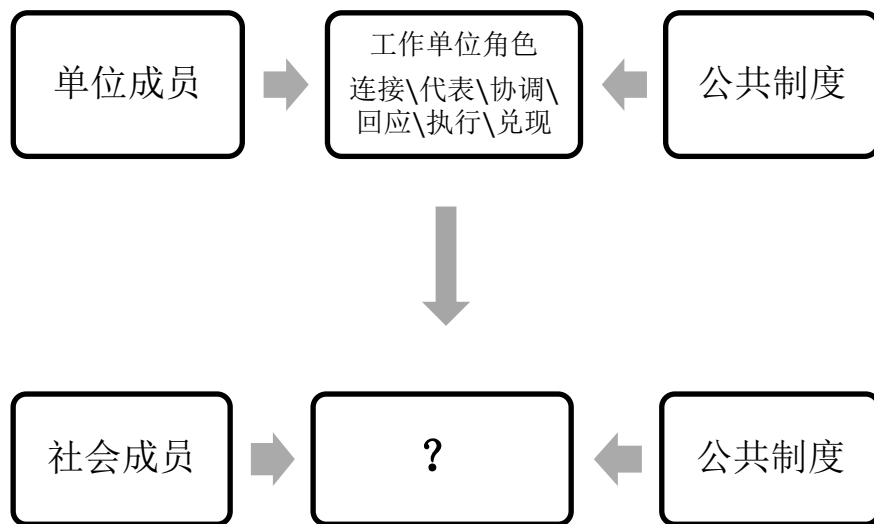 单位成员
工作单位角色
连接\代表\协调\
回应\执行\兑现
公共制度
社会成员
?
公共制度